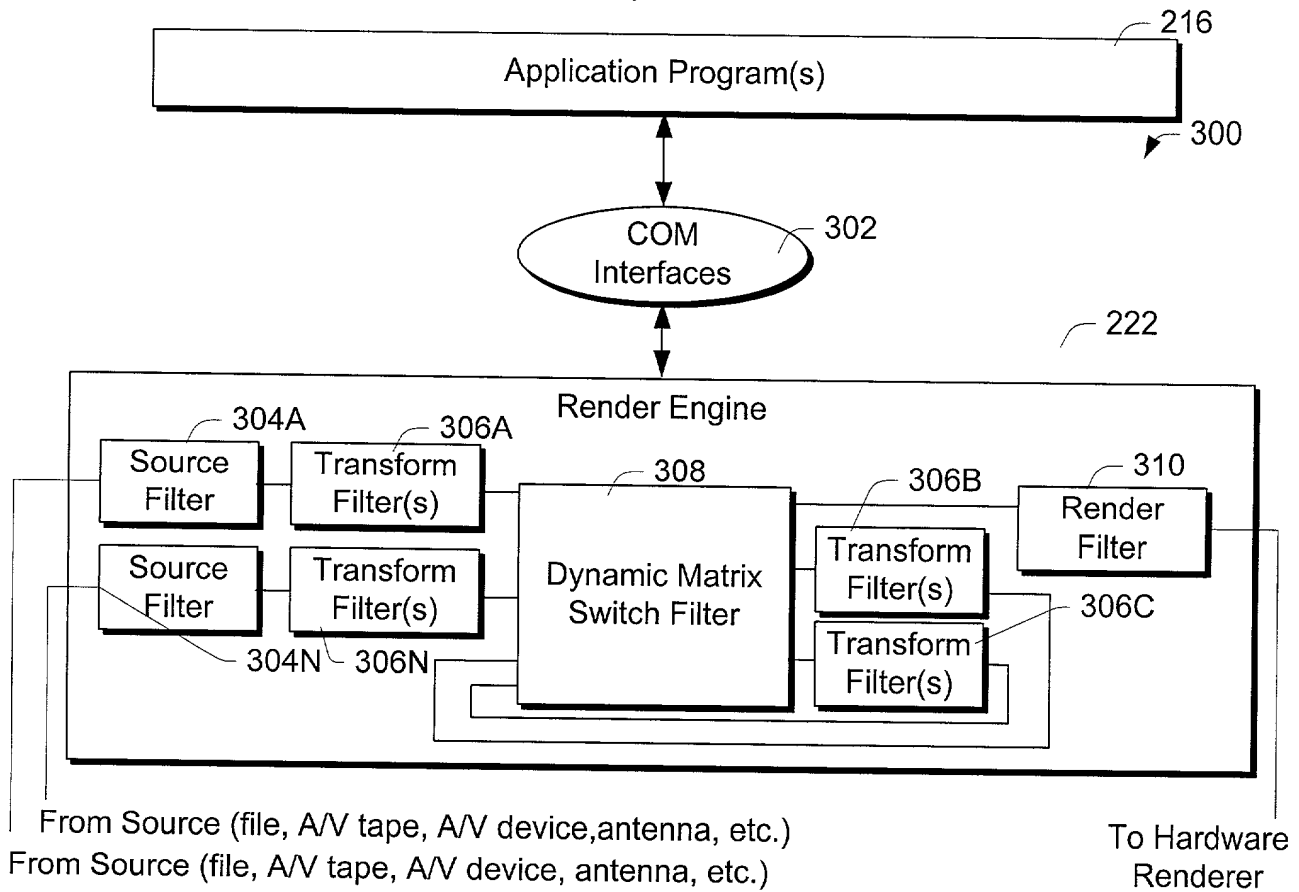 216
Application Program(s)
300
COM
Interfaces
302
222
Render Engine
304A
306A
Source
Filter
Transform
Filter(s)
308
306B
310
Render
Filter
Source
Filter
Transform
Filter(s)
Dynamic Matrix
Switch Filter
Transform
Filter(s)
306C
304N
306N
Transform
Filter(s)
From Source (file, A/V tape, A/V device,antenna, etc.)
From Source (file, A/V tape, A/V device, antenna, etc.)
To Hardware
Renderer